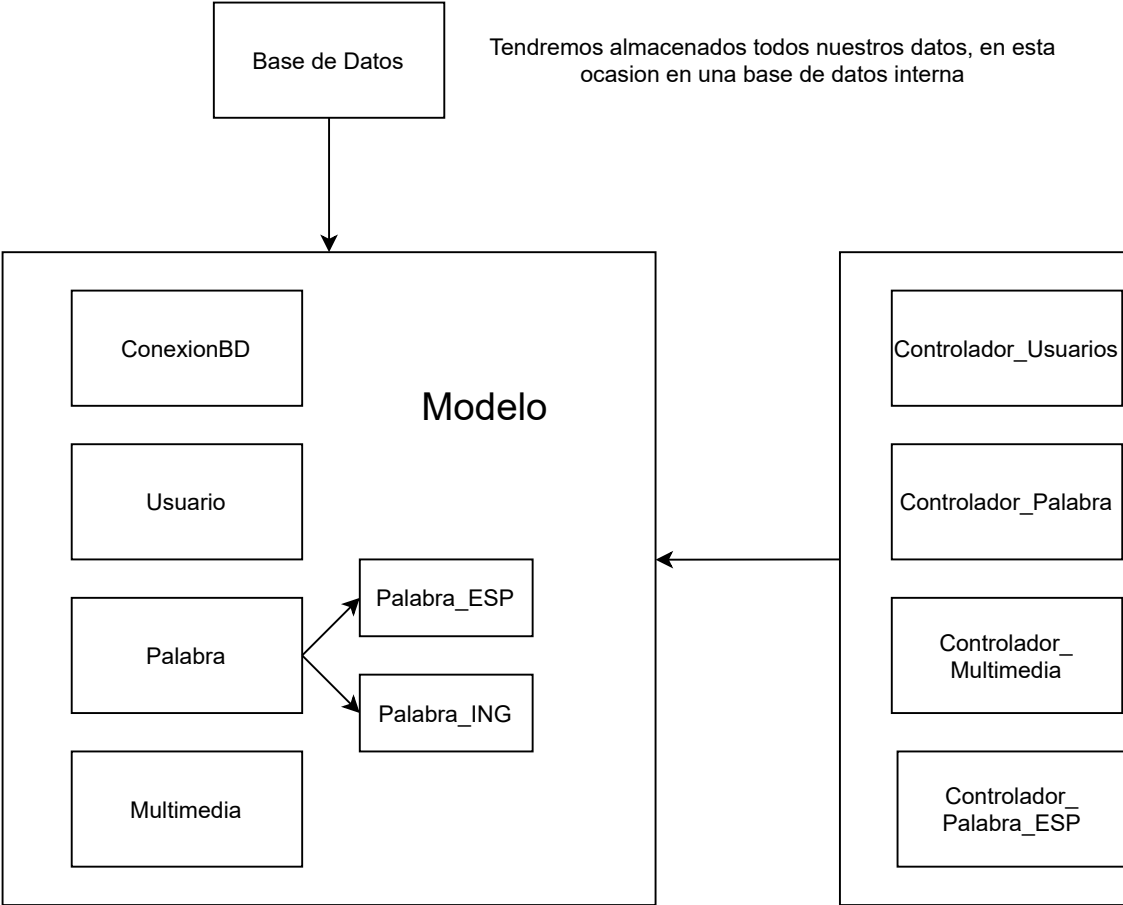 Base de Datos
Tendremos almacenados todos nuestros datos, en esta
ocasion en una base de datos interna
ConexionBD
Modelo
Usuario
Palabra
Palabra_ESP
Palabra_ING
Multimedia
Controlador_Usuarios
Controlador_Palabra
Controlador_
Multimedia
Controlador_
Palabra_ESP